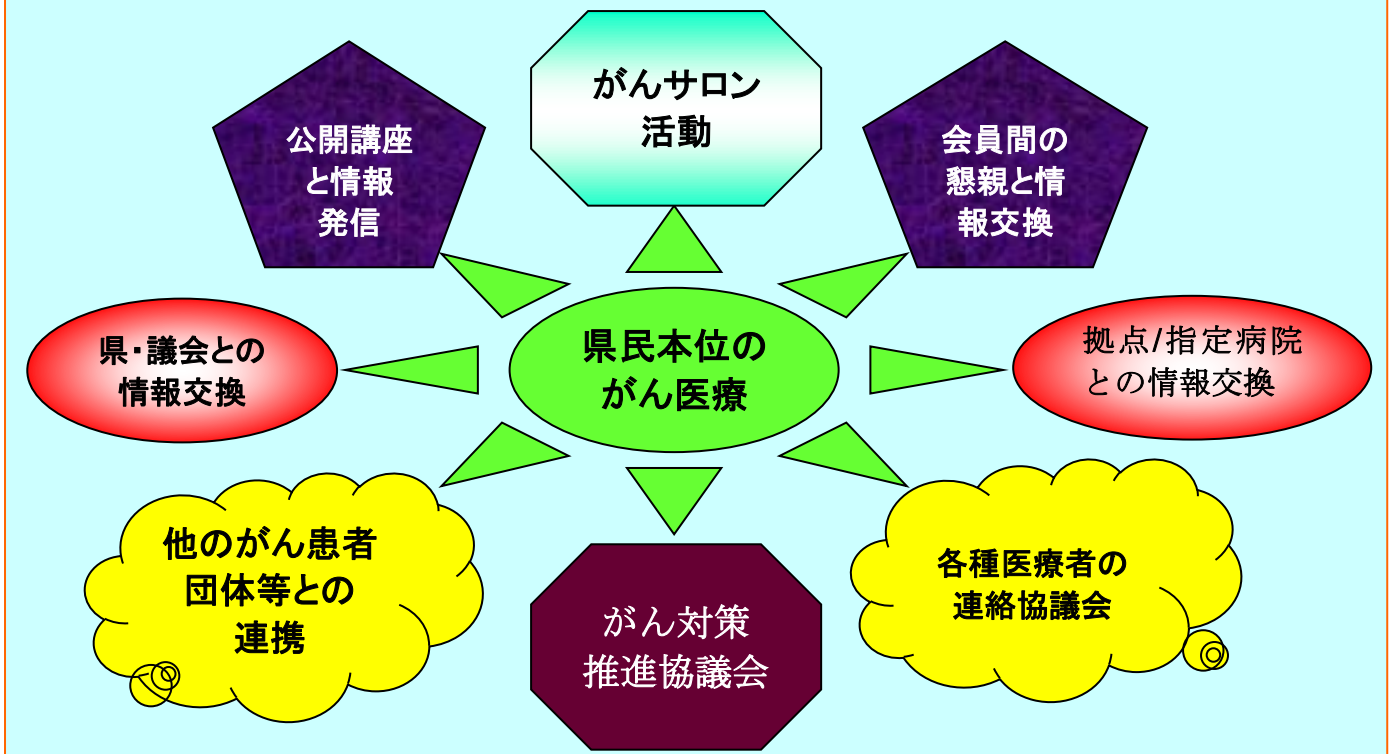 がんサロン
活動
公開講座
と情報
発信
会員間の
懇親と情
報交換
県・議会との
情報交換
県民本位の
がん医療
拠点/指定病院
との情報交換
他のがん患者
団体等との
連携
がん対策
推進協議会
各種医療者の
連絡協議会